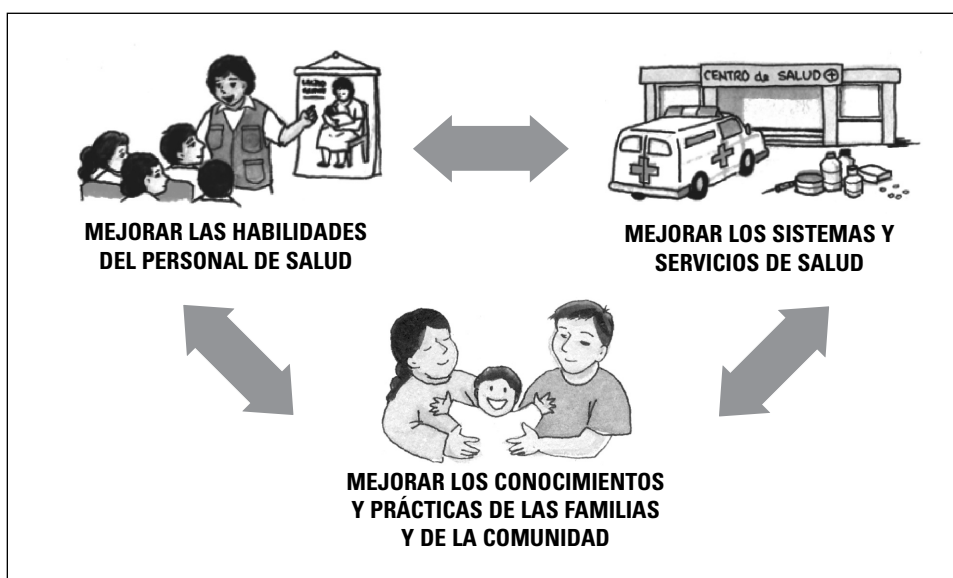 CENTRO de SALUD
MEJORAR LAS HABILIDADES
DEL PERSONAL DE SALUD
MEJORAR LOS SISTEMAS Y
SERVICIOS DE SALUD
MEJORAR LOS CONOCIMIENTOS
Y PRÁCTICAS DE LAS FAMILIAS
Y DE LA COMUNIDAD